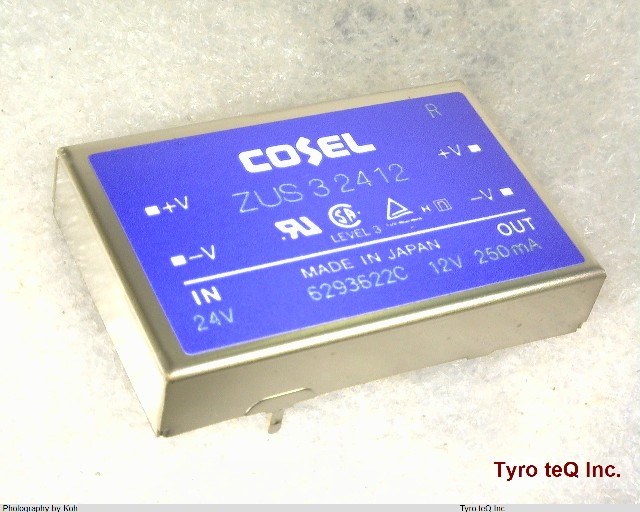 R
COSEL
+V
ZUS 3 2412
+V
-V
LEVEL 3
H
-V
OUT
MADE IN JAPAN
IN
6293622C 12V 250mA
24V
Tyro teQ Inc.
Photography by Koh
Tyro teQ Inc